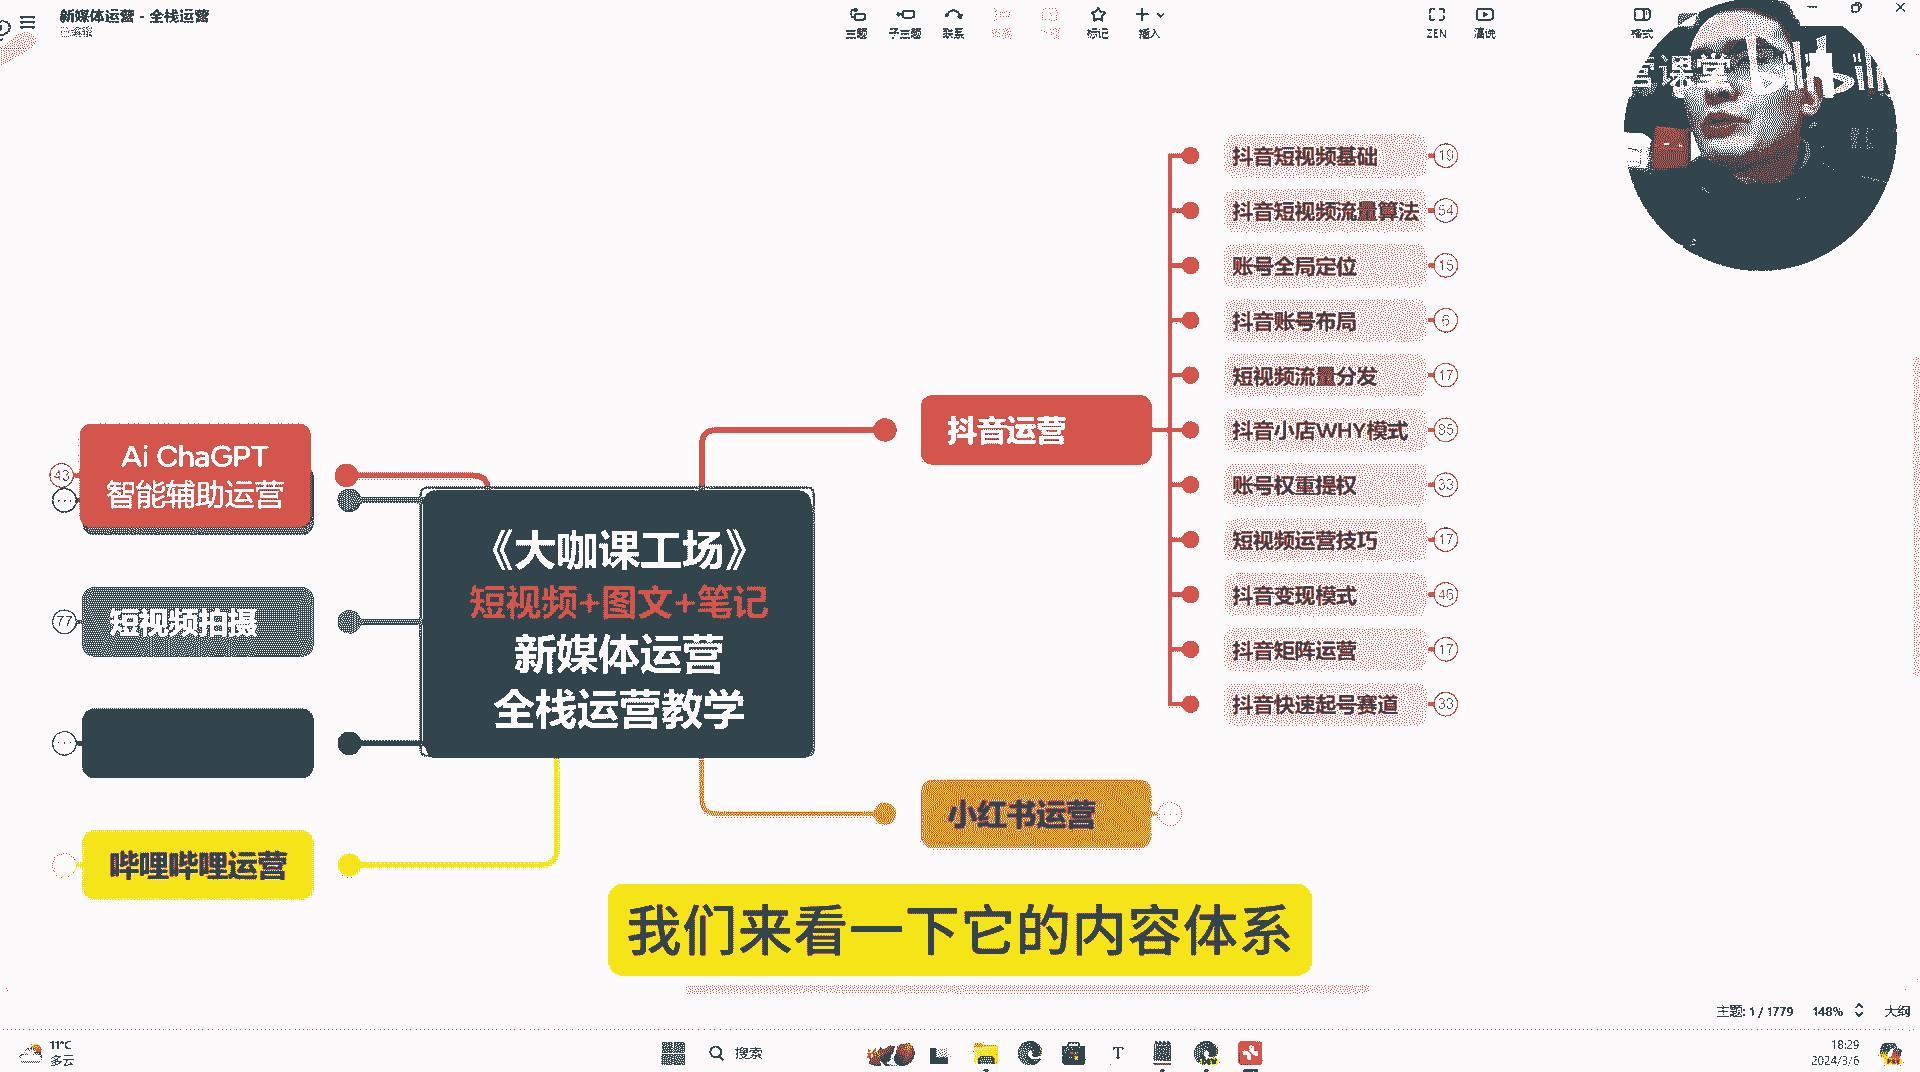 新媒体运营 - 全栈运营
已编辑
主题
子主题
联系
标记
插入
ZEN
演说
格式
营课堂
bilibili
抖音短视频基础
19
抖音短视频流量算法
54
账号全局定位
15
抖音账号布局
6
短视频流量分发
17
抖音运营
抖音小店WHY模式
85
账号权重提权
33
短视频运营技巧
17
抖音变现模式
46
抖音矩阵运营
17
抖音快速起号赛道
33
Ai ChaGPT
智能辅助运营
43
短视频拍摄
77
哔哩哔哩运营
《大咖课工场》
短视频+图文+笔记
新媒体运营
全栈运营教学
小红书运营
我们来看一下它的内容体系
主题: 1 / 1779
148%
大纲
11°C
多云
搜索
18:29
2024/3/6